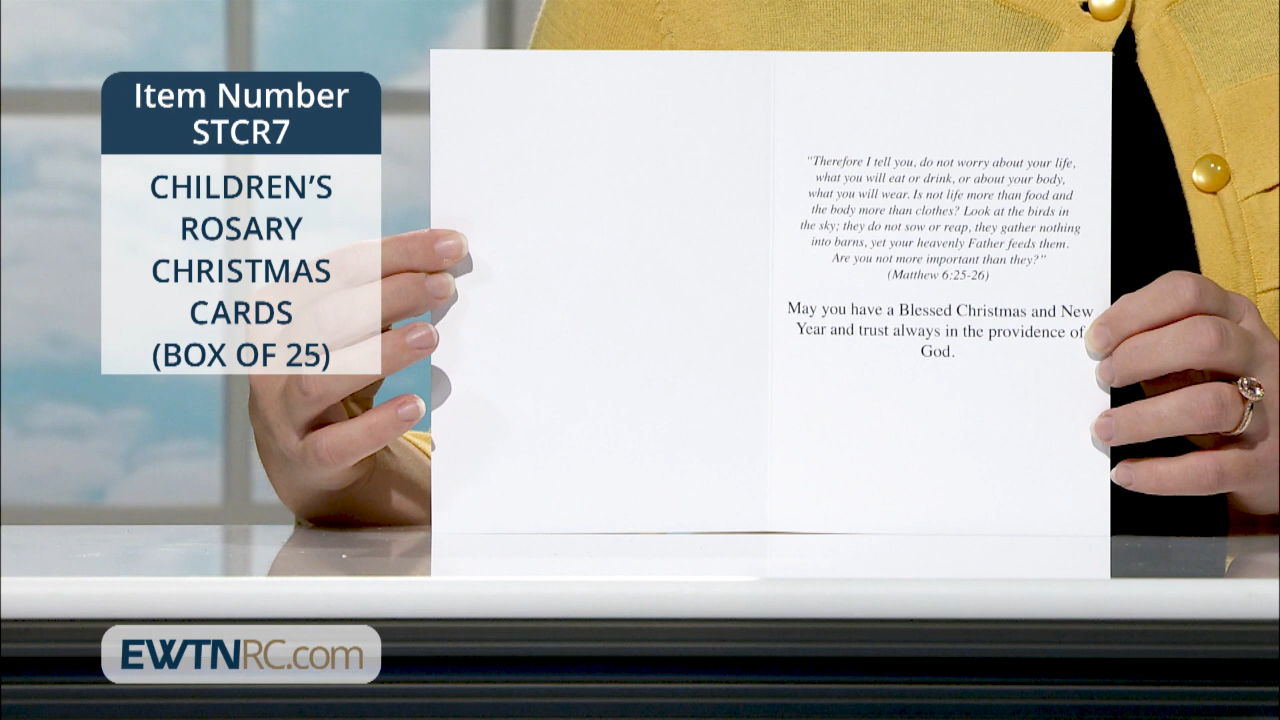 Item Number
STCR7
CHILDREN'S
ROSARY
CHRISTMAS
CARDS
(BOX OF 25)
"Therefore I tell you, do not worry about your life,
what you will eat or drink, or about your body,
what you will wear. Is not life more than food and
the body more than clothes? Look at the birds in
the sky; they do not sow or reap, they gather nothing
into barns, yet your heavenly Father feeds them.
Are you not more important than they?"
(Matthew 6:25-26)
May you have a Blessed Christmas and New
Year and trust always in the providence of
God.
EWTNRC.com